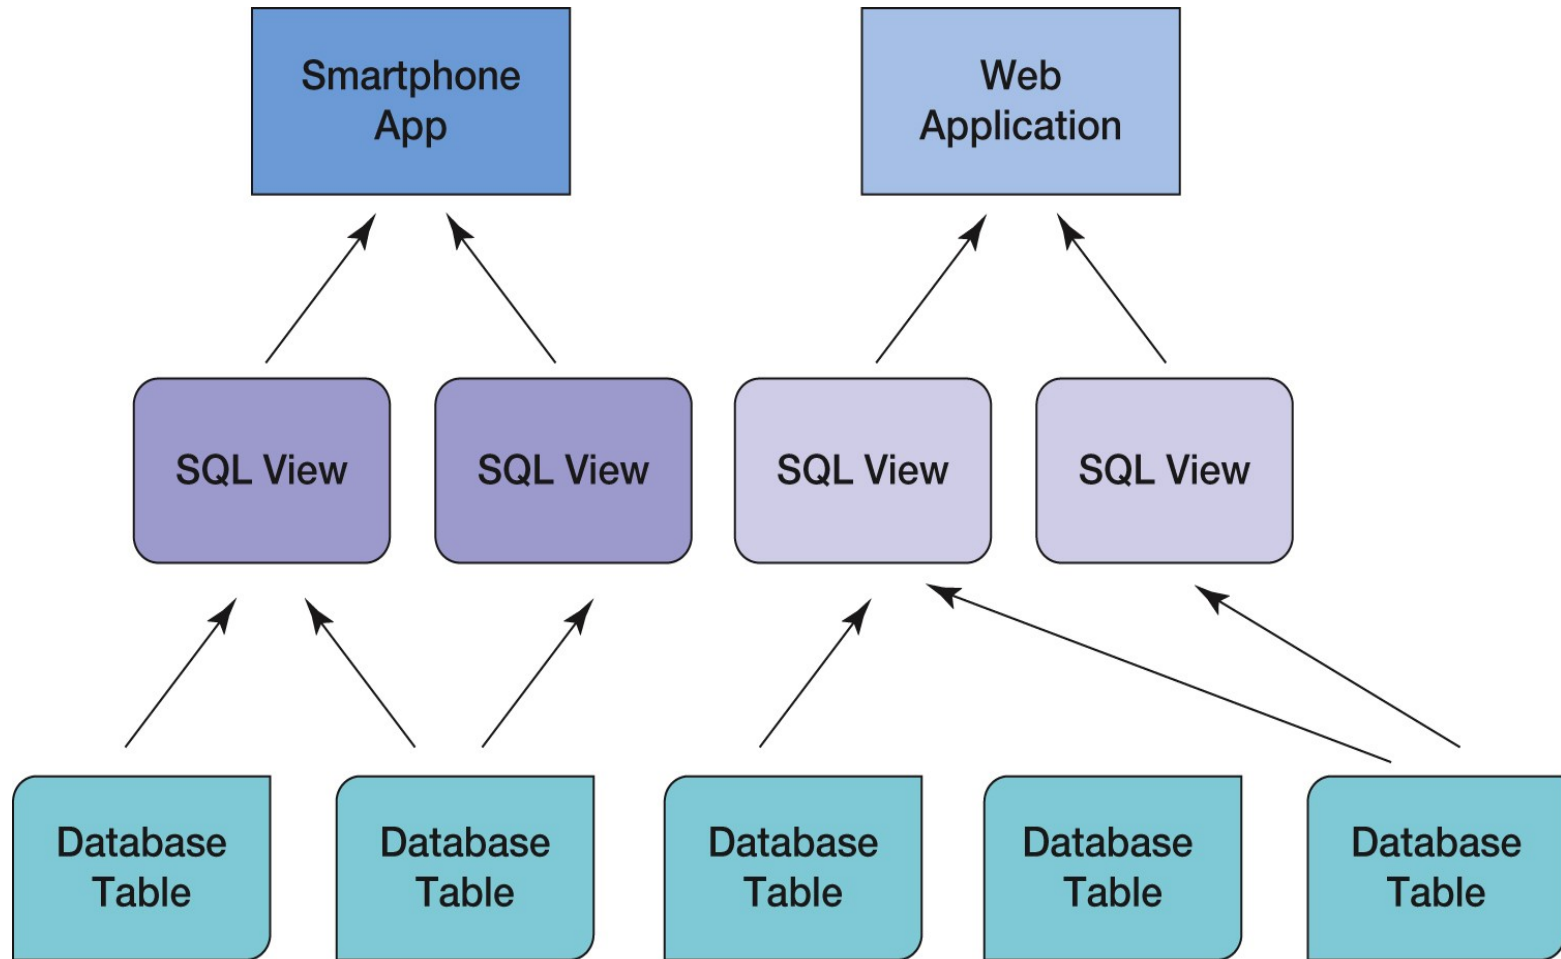 Smartphone
App
Web
Application
SQL View
SQL View
SQL View
SQL View
Database
Table
Database
Table
Database
Table
Database
Table
Database
Table